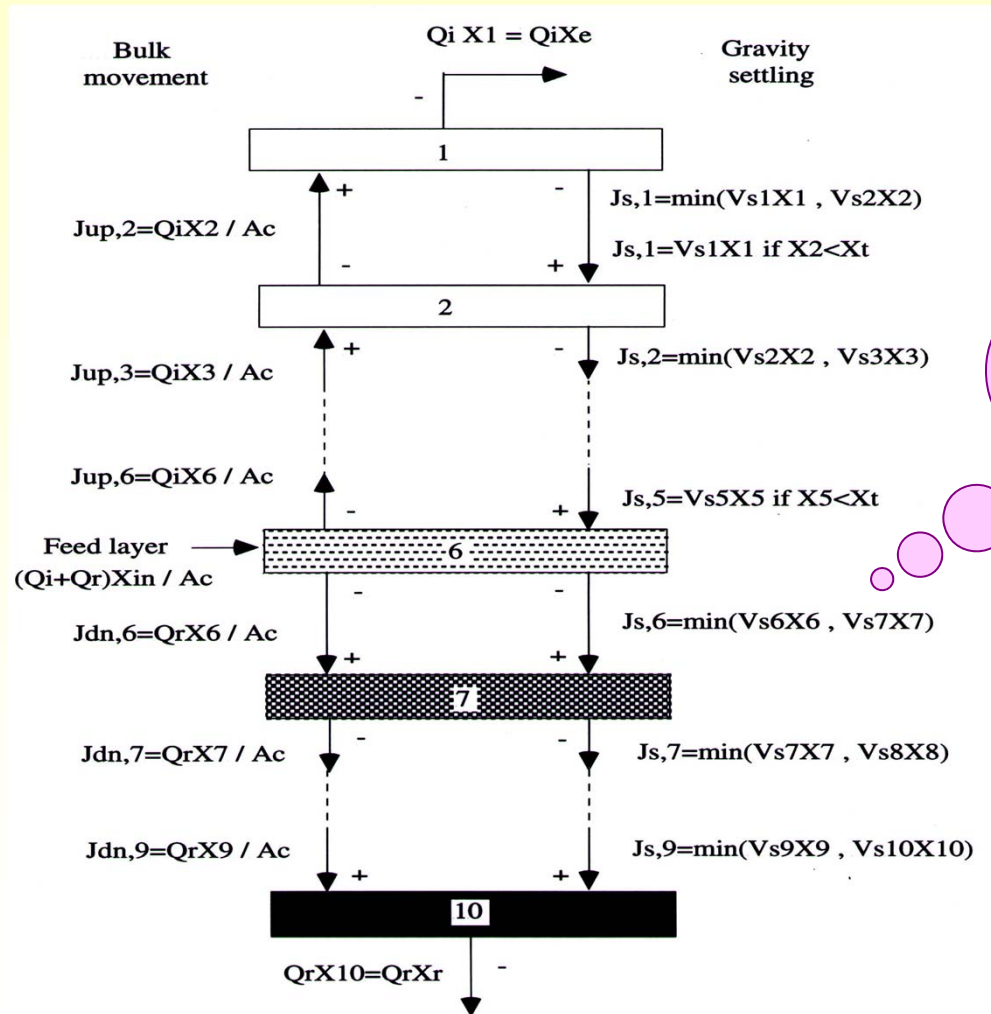 Qi X1 = QiXe
Bulk
movement
Gravity
settling
-
1
+
-
Js,1=min(Vs1X1 , Vs2X2)
Jup,2=QiX2 / Ac
Js,1=Vs1X1 if X2<Xt
-
+
2
+
-
Js,2=min(Vs2X2 , Vs3X3)
Jup,3=QiX3 / Ac
Jup,6=QiX6 / Ac
Js,5=Vs5X5 if X5<Xt
-
+
Feed layer
6
(Qi+Qr)Xin / Ac
-
-
Jdn,6=QrX6 / Ac
Js,6=min(Vs6X6 , Vs7X7)
+
+
7
-
-
Jdn,7=QrX7 / Ac
Js,7=min(Vs7X7 , Vs8X8)
Jdn,9=QrX9 / Ac
Js,9=min(Vs9X9 , Vs10X10)
+
+
10
QrX10=QrXr
-